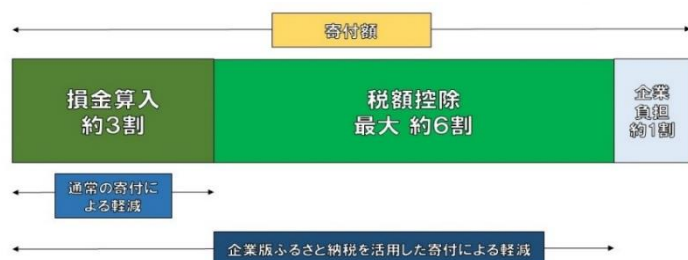 寄付額
損金算入
約3割
税額控除
最大 約6割
企業
負担
約1割
通常の寄付に
よる軽減
企業版ふるさと納税を活用した寄付による軽減